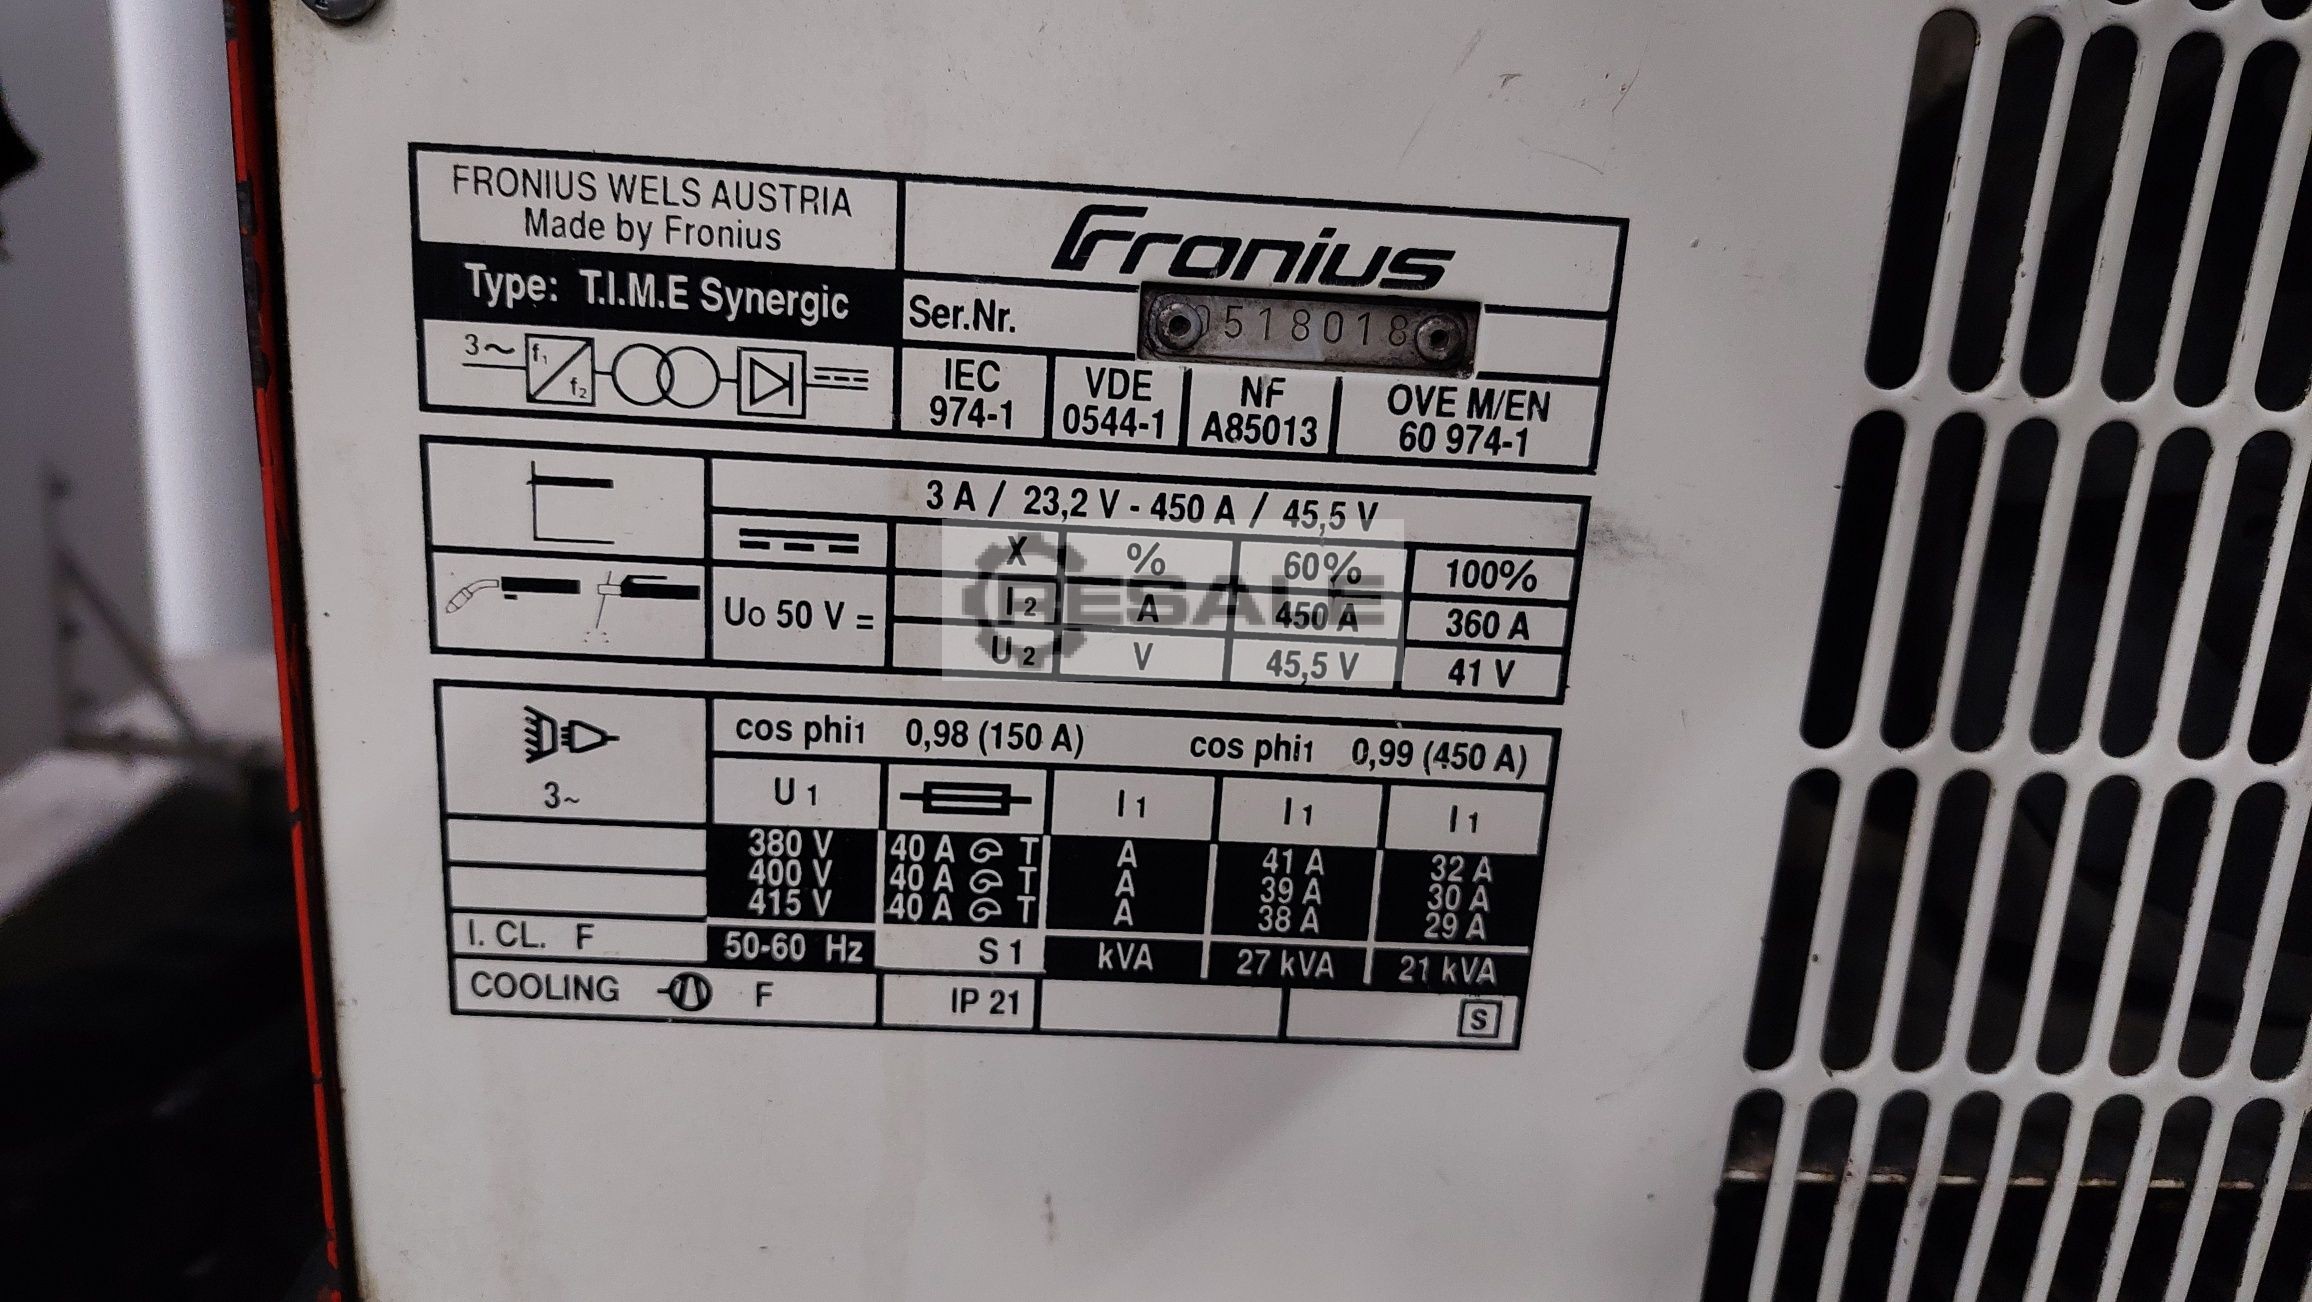 FRONIUS WELS AUSTRIA
Made by Fronius
Fronius
Type: T.I.M.E Synergic
Ser.Nr. 0518018
3~ f1 f2
IEC 974-1
VDE 0544-1
NF A85013
OVE M/EN 60 974-1
3 A / 23,2 V - 450 A / 45,5 V
X % 60% 100%
Uo 50 V =
I2 A 450 A 360 A
U2 V 45,5 V 41 V
RESALE
cos phi1 0,98 (150 A) cos phi1 0,99 (450 A)
3~
U1 I1 I1 I1
380 V 40 A T A 41 A 32 A
400 V 40 A T A 39 A 30 A
415 V 40 A T A 38 A 29 A
I. CL. F 50-60 Hz S1 kVA 27 kVA 21 kVA
COOLING F IP 21 S